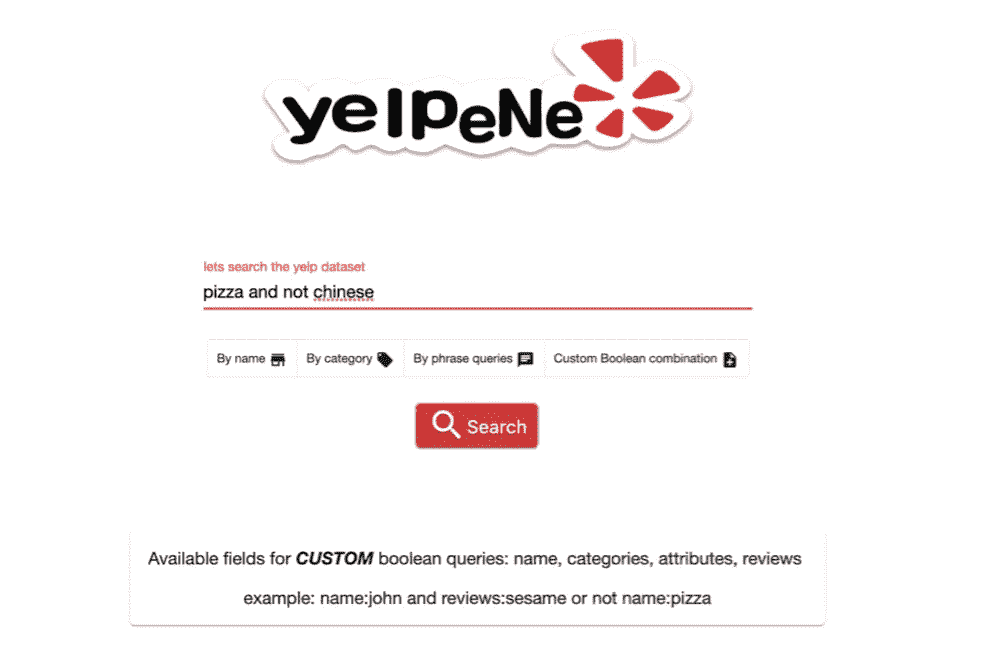 yelpeNe
lets search the yelp dataset
pizza and not chinese
By name By category By phrase queries Custom Boolean combination
Search
Available fields for CUSTOM boolean queries: name, categories, attributes, reviews
example: name:john and reviews:sesame or not name:pizza